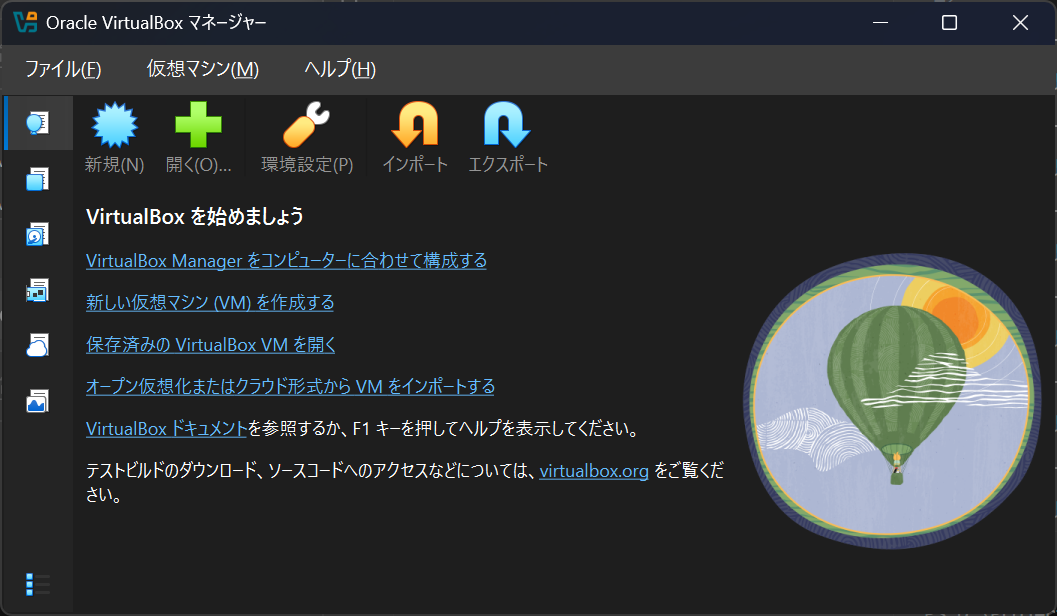 Oracle VirtualBox マネージャー
ファイル(F) 仮想マシン(M) ヘルプ(H)
新規(N) 開く(O)... 環境設定(P) インポート エクスポート
VirtualBox を始めましょう
VirtualBox Manager をコンピューターに合わせて構成する
新しい仮想マシン (VM) を作成する
保存済みの VirtualBox VM を開く
オープン仮想化またはクラウド形式から VM をインポートする
VirtualBox ドキュメントを参照するか、F1 キーを押してヘルプを表示してください。
テストビルドのダウンロード、ソースコードへのアクセスなどについては、virtualbox.org をご覧くだ
さい。